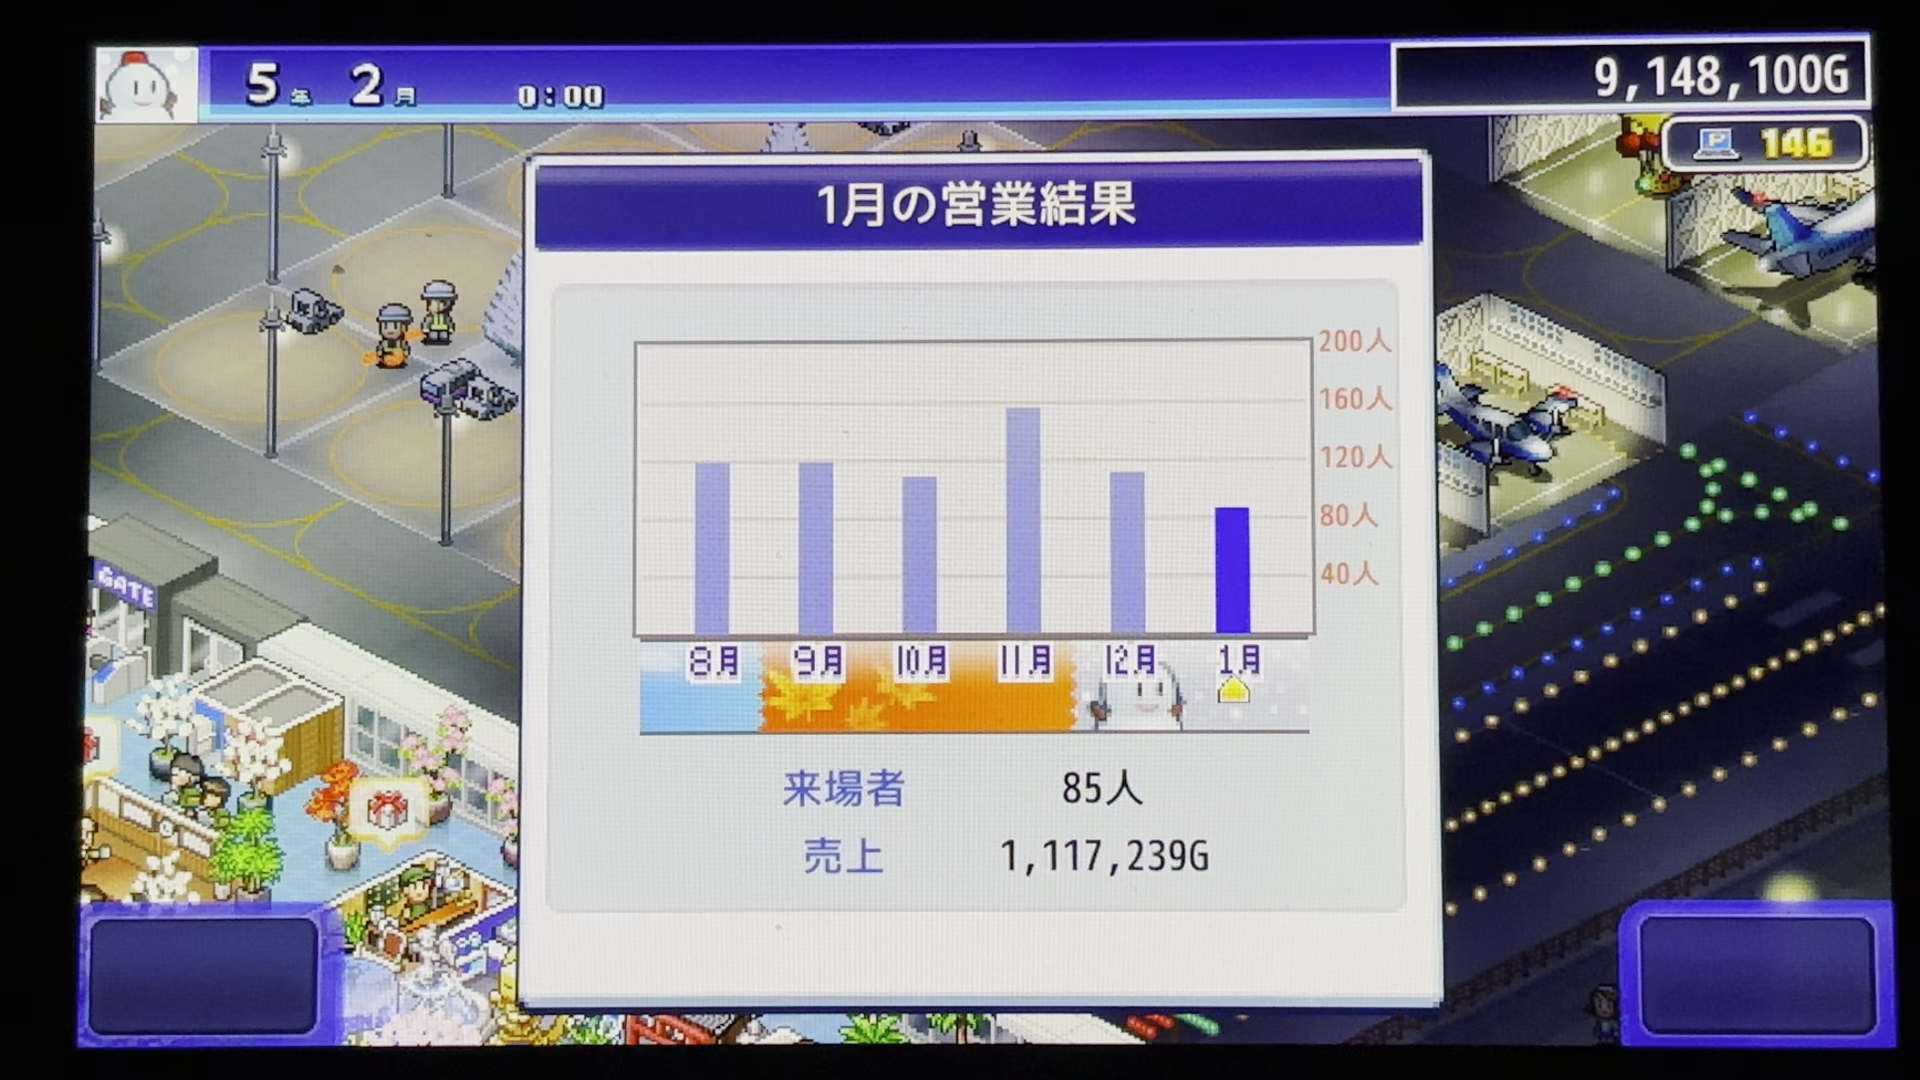 5年 2月 0:00
9,148,100G
P 146
1月の営業結果
200人
160人
120人
80人
40人
8月 9月 10月 11月 12月 1月
来場者 85人
売上 1,117,239G
GATE